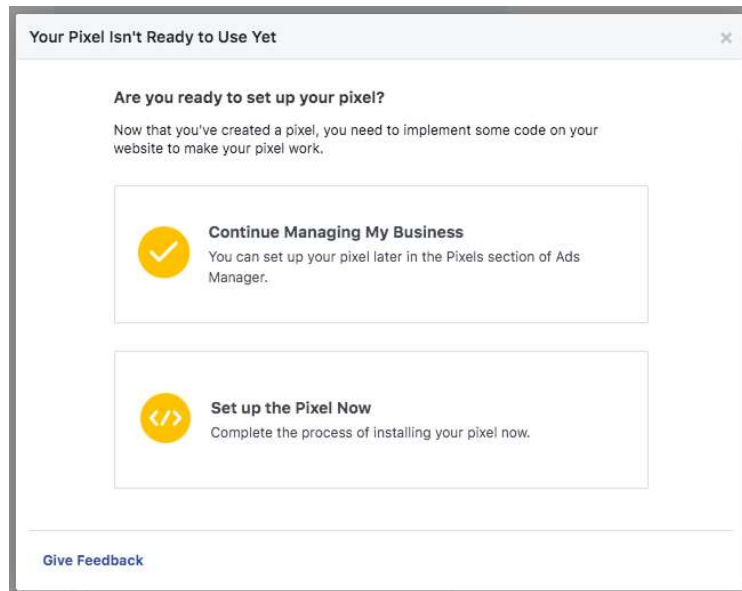 Your Pixel Isn't Ready to Use Yet
Are you ready to set up your pixel?
Now that you've created a pixel, you need to implement some code on your
website to make your pixel work.
Continue Managing My Business
You can set up your pixel later in the Pixels section of Ads
Manager.
</>
Set up the Pixel Now
Complete the process of installing your pixel now.
Give Feedback